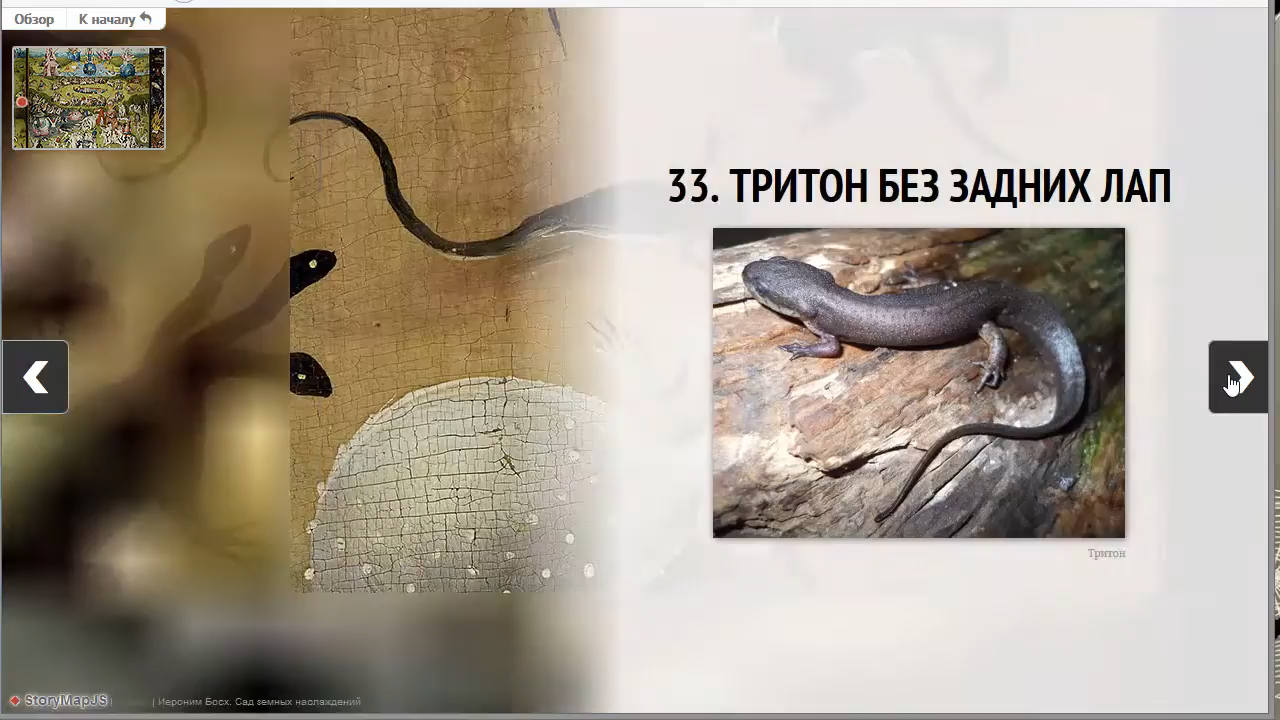 Обзор
К началу
33. ТРИТОН БЕЗ ЗАДНИХ ЛАП
Тритон
StoryMapJS
| Иероним Босх. Сад земных наслаждений